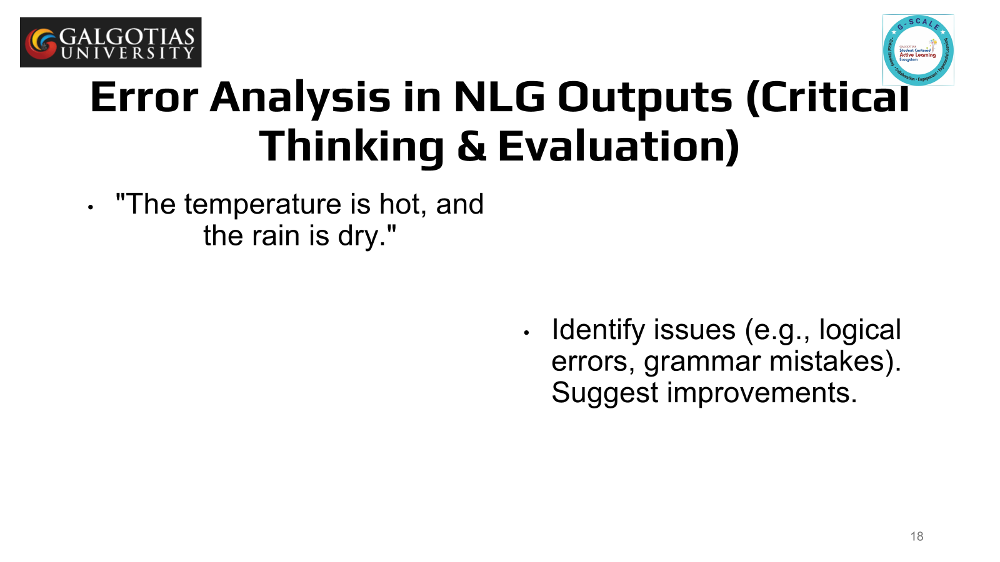 GALGOTIAS
UNIVERSITY
G-SCALE
GALGOTIAS
Student Centered
Active Learning
Ecosystem
• Critical Thinking • Collaboration • Engagement • Experiential Learning
Error Analysis in NLG Outputs (Critical
Thinking & Evaluation)
• "The temperature is hot, and
the rain is dry."
• Identify issues (e.g., logical
errors, grammar mistakes).
Suggest improvements.
18